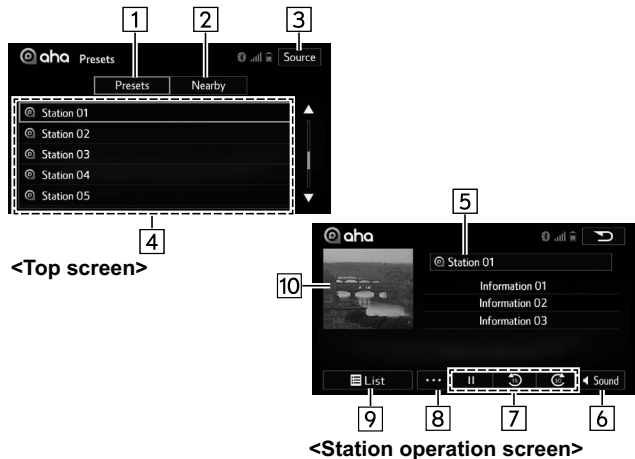 1 2 3
aha Presets Source
Presets Nearby
Station 01
Station 02
Station 03
Station 04
Station 05
4
<Top screen>
5
aha
Station 01
10
Information 01
Information 02
Information 03
List ... 15 30 Sound
9 8 7 6
<Station operation screen>